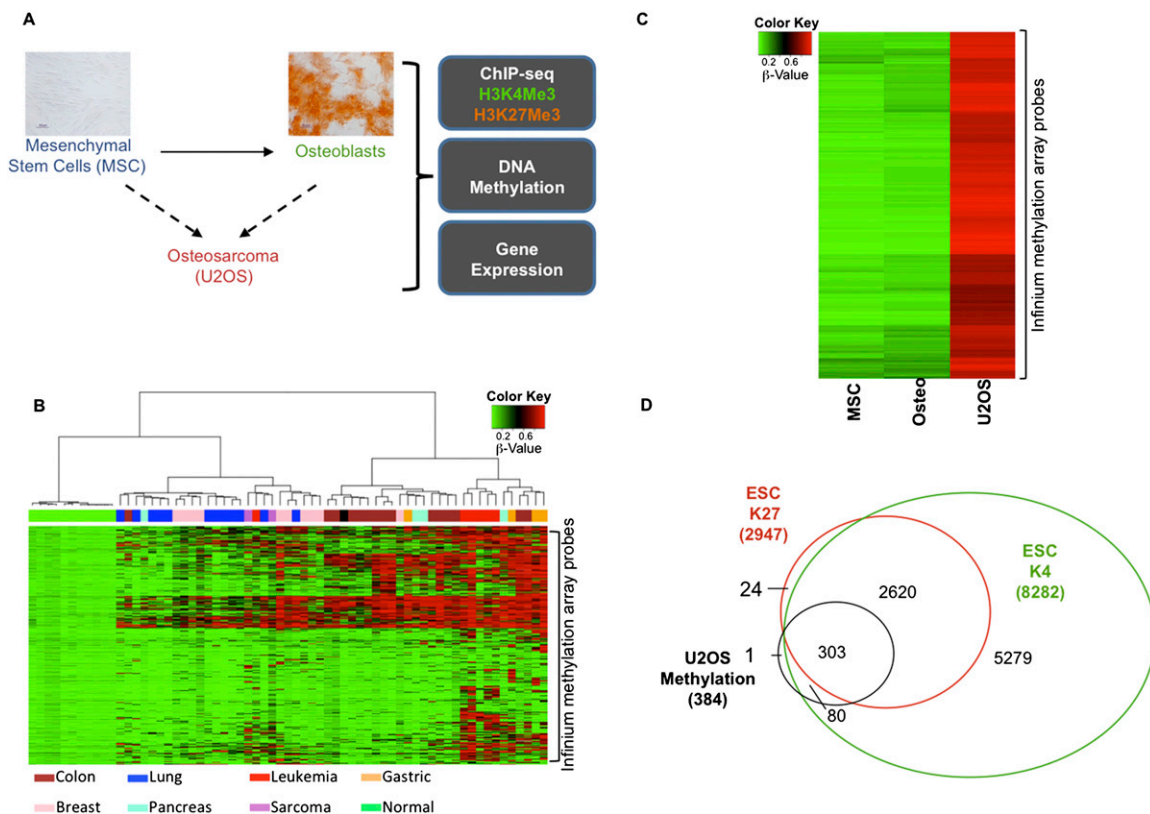 A
Mesenchymal
Stem Cells (MSC)
Osteoblasts
Osteosarcoma
(U2OS)
ChIP-seq
H3K4Me3
H3K27Me3
DNA
Methylation
Gene
Expression
B
Color Key
0.2 0.6
β-Value
Infinium methylation array probes
Colon
Lung
Leukemia
Gastric
Breast
Pancreas
Sarcoma
Normal
C
Color Key
0.2 0.6
β-Value
Infinium methylation array probes
MSC
Osteo
U2OS
D
ESC
K27
(2947)
ESC
K4
(8282)
24
2620
303
5279
1
80
U2OS
Methylation
(384)